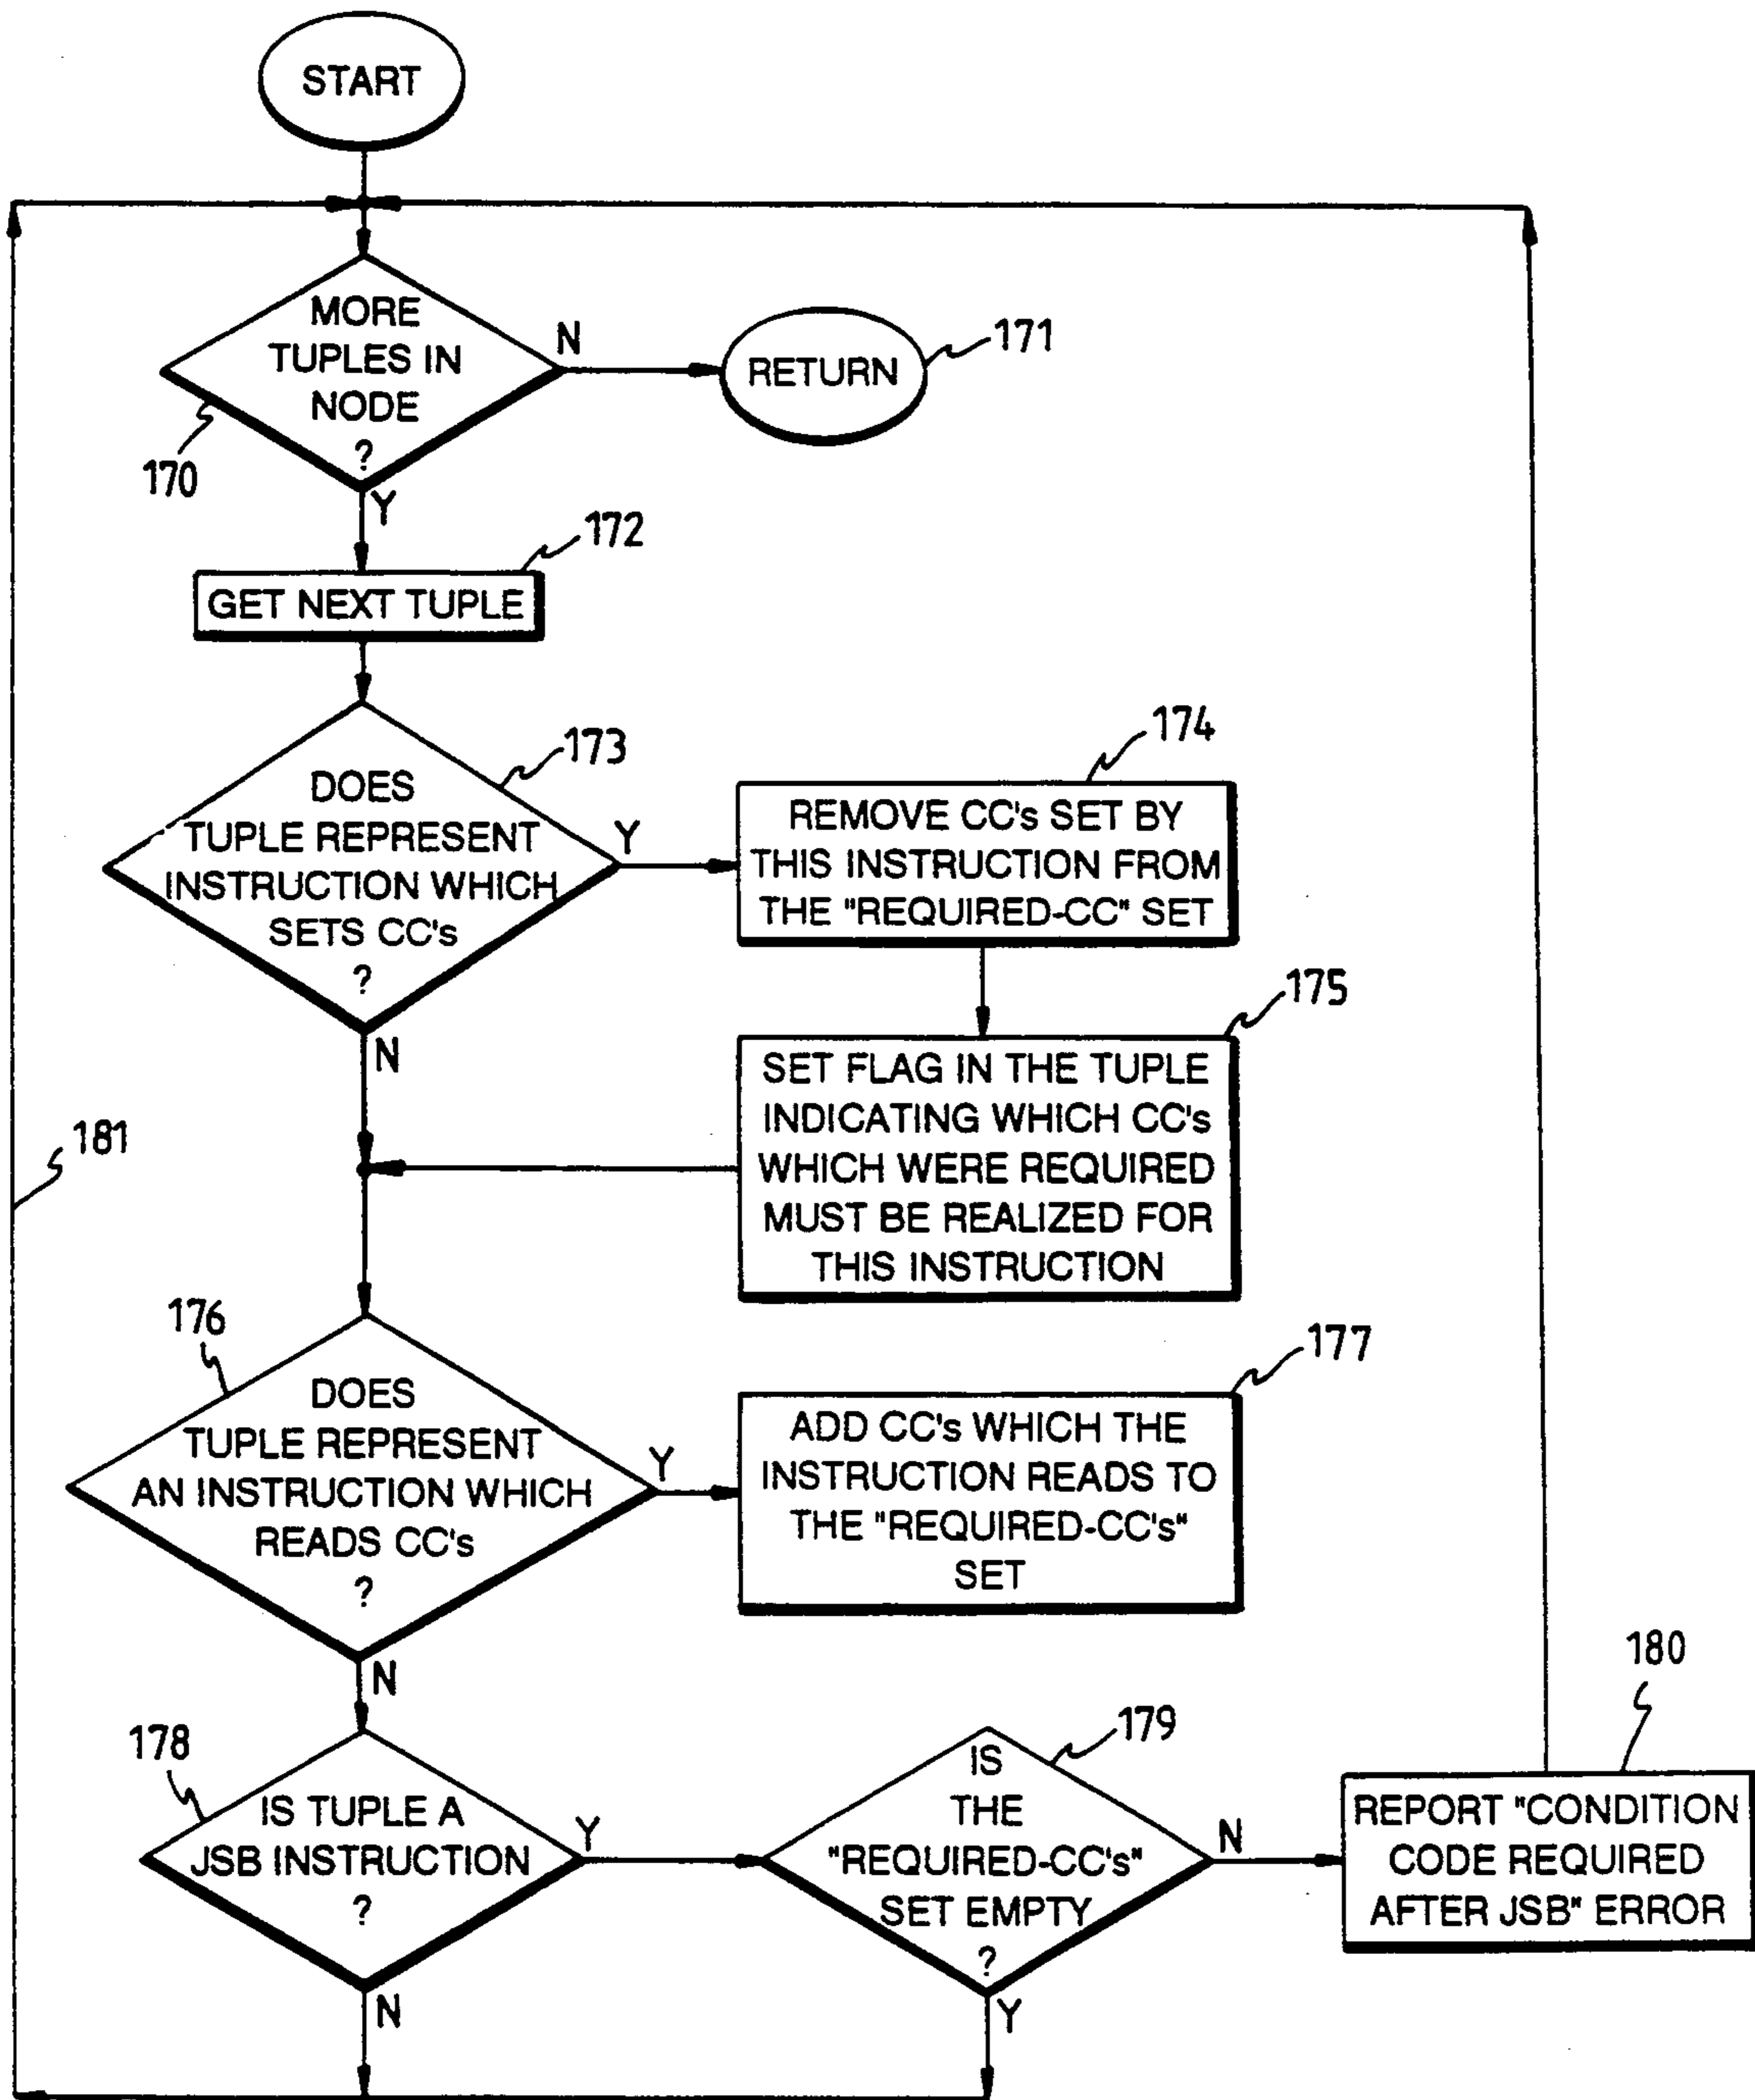 START
MORE
TUPLES IN
NODE
?
170
N
RETURN
171
Y
172
GET NEXT TUPLE
173
DOES
TUPLE REPRESENT
INSTRUCTION WHICH
SETS CC's
?
Y
N
174
REMOVE CC's SET BY
THIS INSTRUCTION FROM
THE "REQUIRED-CC" SET
175
SET FLAG IN THE TUPLE
INDICATING WHICH CC's
WHICH WERE REQUIRED
MUST BE REALIZED FOR
THIS INSTRUCTION
181
176
DOES
TUPLE REPRESENT
AN INSTRUCTION WHICH
READS CC's
?
Y
N
177
ADD CC's WHICH THE
INSTRUCTION READS TO
THE "REQUIRED-CC's"
SET
178
IS TUPLE A
JSB INSTRUCTION
?
Y
N
179
IS
THE
"REQUIRED-CC's"
SET EMPTY
?
N
Y
180
REPORT "CONDITION
CODE REQUIRED
AFTER JSB" ERROR